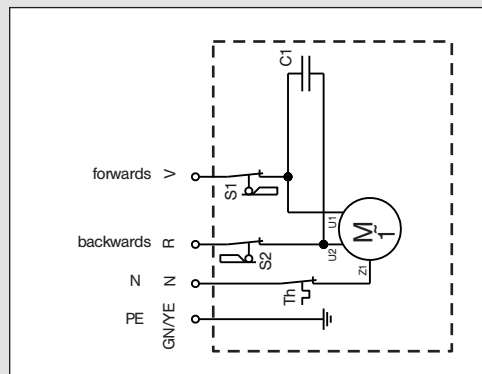 C1
forwards V
S1
U1
M
1~
backwards R
U2
S2
Z1
N N
Th
PE GN/YE